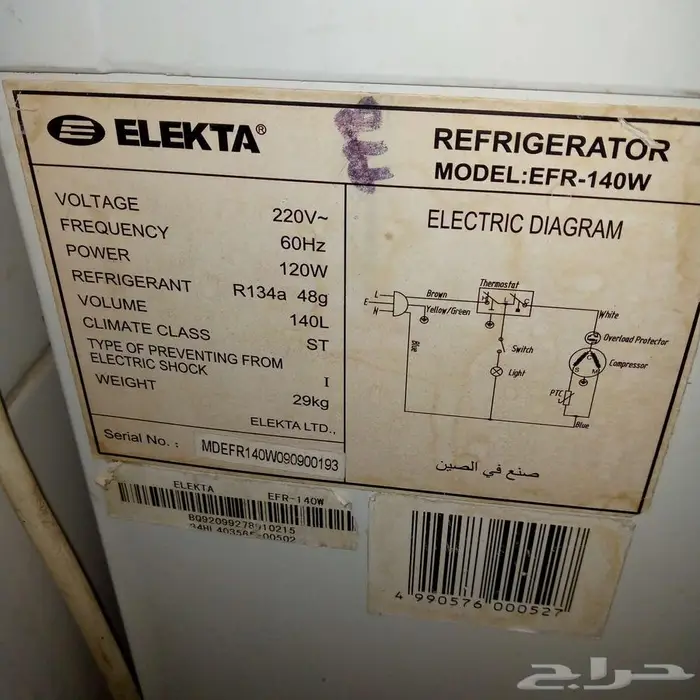 ELEKTA®
E
REFRIGERATOR
MODEL:EFR-140W
VOLTAGE 220V~
FREQUENCY 60Hz
POWER 120W
REFRIGERANT R134a 48g
VOLUME 140L
CLIMATE CLASS ST
TYPE OF PREVENTING FROM
ELECTRIC SHOCK I
WEIGHT 29kg
ELEKTA LTD.,
Serial No. : MDEFR140W090900193
ELECTRIC DIAGRAM
Thermostat
L
E
N
Brown
Yellow/Green
Blue
White
Overload Protector
Switch
Light
C
S M
Compressor
PTC
Blue
صنع في الصين
ELEKTA EFR-140W
BQ92099278910215
4 990576 000527
حراج